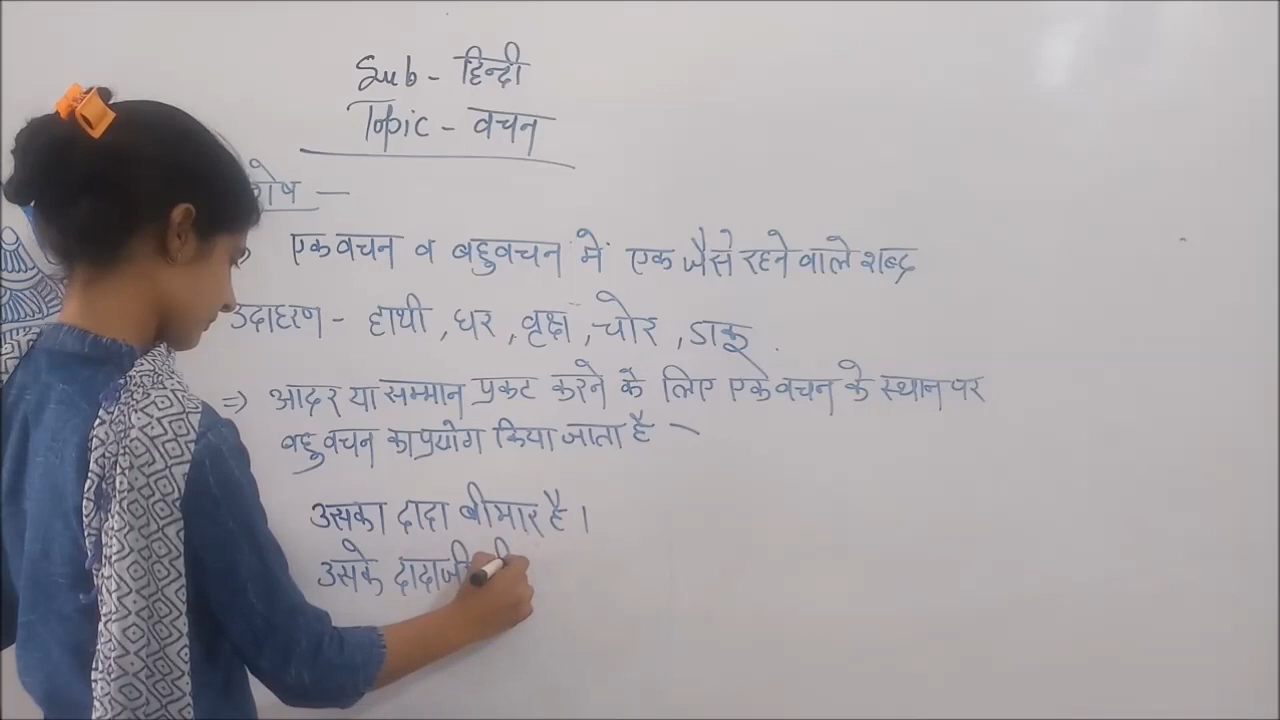 Sub - हिन्दी
Topic - वचन
एकवचन व बहुवचन में एक जैसे रहने वाले शब्द
उदाहरण - हाथी, घर, वृक्ष, चोर, डाकू.
=> आदर या सम्मान प्रकट करने के लिए एकवचन के स्थान पर
बहुवचन का प्रयोग किया जाता है -
उसका दादा बीमार है।
उसके दादाजी